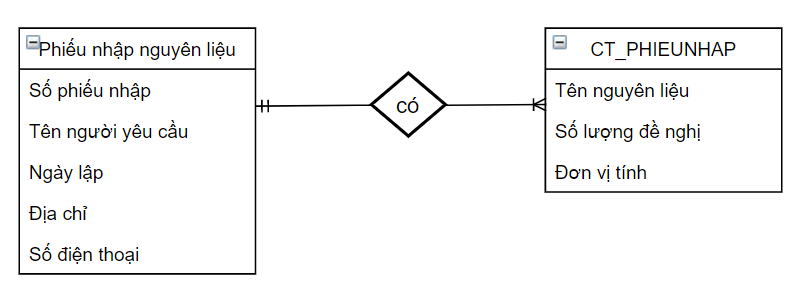 Phiếu nhập nguyên liệu
Số phiếu nhập
Tên người yêu cầu
Ngày lập
Địa chỉ
Số điện thoại
có
CT_PHIEUNHAP
Tên nguyên liệu
Số lượng đề nghị
Đơn vị tính